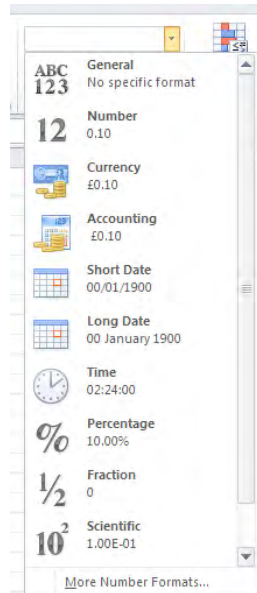 ABC
123
General
No specific format
12
Number
0.10
Currency
£0.10
Accounting
£0.10
Short Date
00/01/1900
Long Date
00 January 1900
Time
02:24:00
%
Percentage
10.00%
1/2
Fraction
0
10²
Scientific
1.00E-01
More Number Formats...